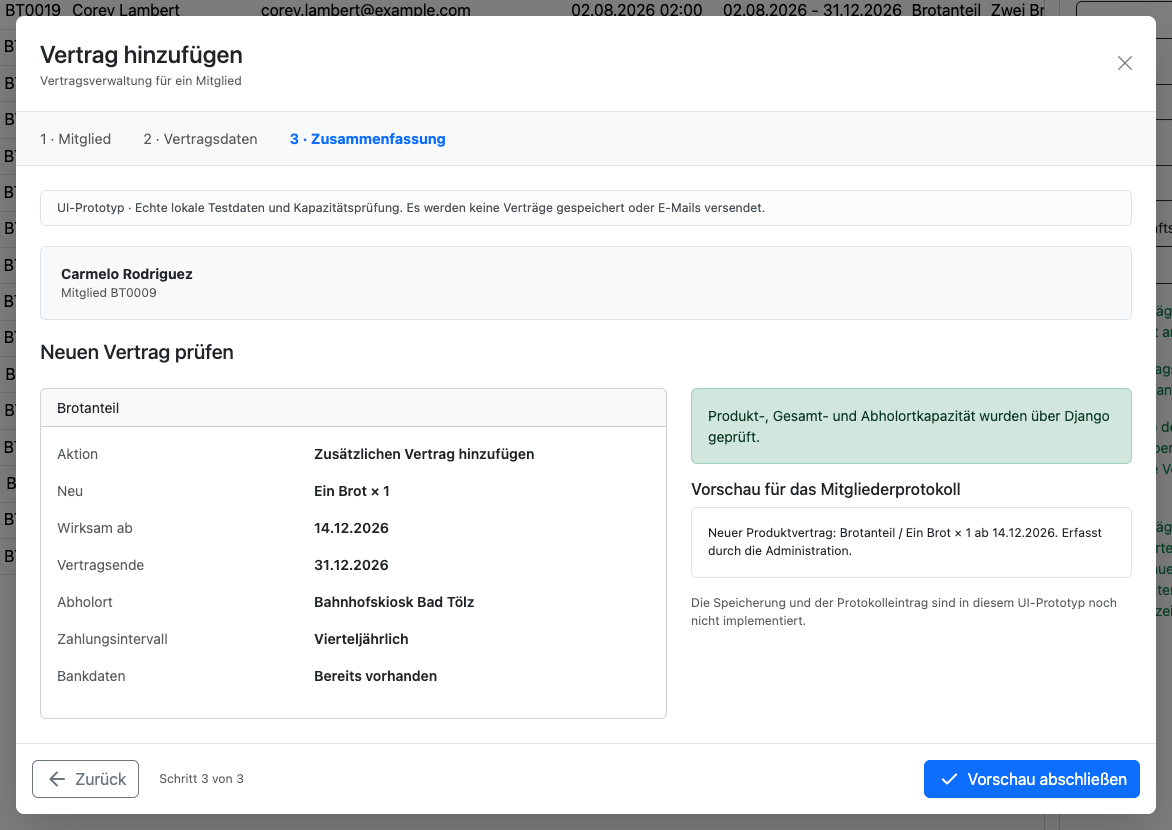 BT0019 Corey Lambert corey.lambert@example.com 02.08.2026 02:00 02.08.2026 - 31.12.2026 Brotanteil Zwei Br
Vertrag hinzufügen
Vertragsverwaltung für ein Mitglied
1 · Mitglied 2 · Vertragsdaten 3 · Zusammenfassung
UI-Prototyp · Echte lokale Testdaten und Kapazitätsprüfung. Es werden keine Verträge gespeichert oder E-Mails versendet.
Carmelo Rodriguez
Mitglied BT0009
Neuen Vertrag prüfen
Brotanteil
Aktion Zusätzlichen Vertrag hinzufügen
Neu Ein Brot × 1
Wirksam ab 14.12.2026
Vertragsende 31.12.2026
Abholort Bahnhofskiosk Bad Tölz
Zahlungsintervall Vierteljährlich
Bankdaten Bereits vorhanden
Produkt-, Gesamt- und Abholortkapazität wurden über Django
geprüft.
Vorschau für das Mitgliederprotokoll
Neuer Produktvertrag: Brotanteil / Ein Brot × 1 ab 14.12.2026. Erfasst
durch die Administration.
Die Speicherung und der Protokolleintrag sind in diesem UI-Prototyp noch
nicht implementiert.
Zurück Schritt 3 von 3 Vorschau abschließen